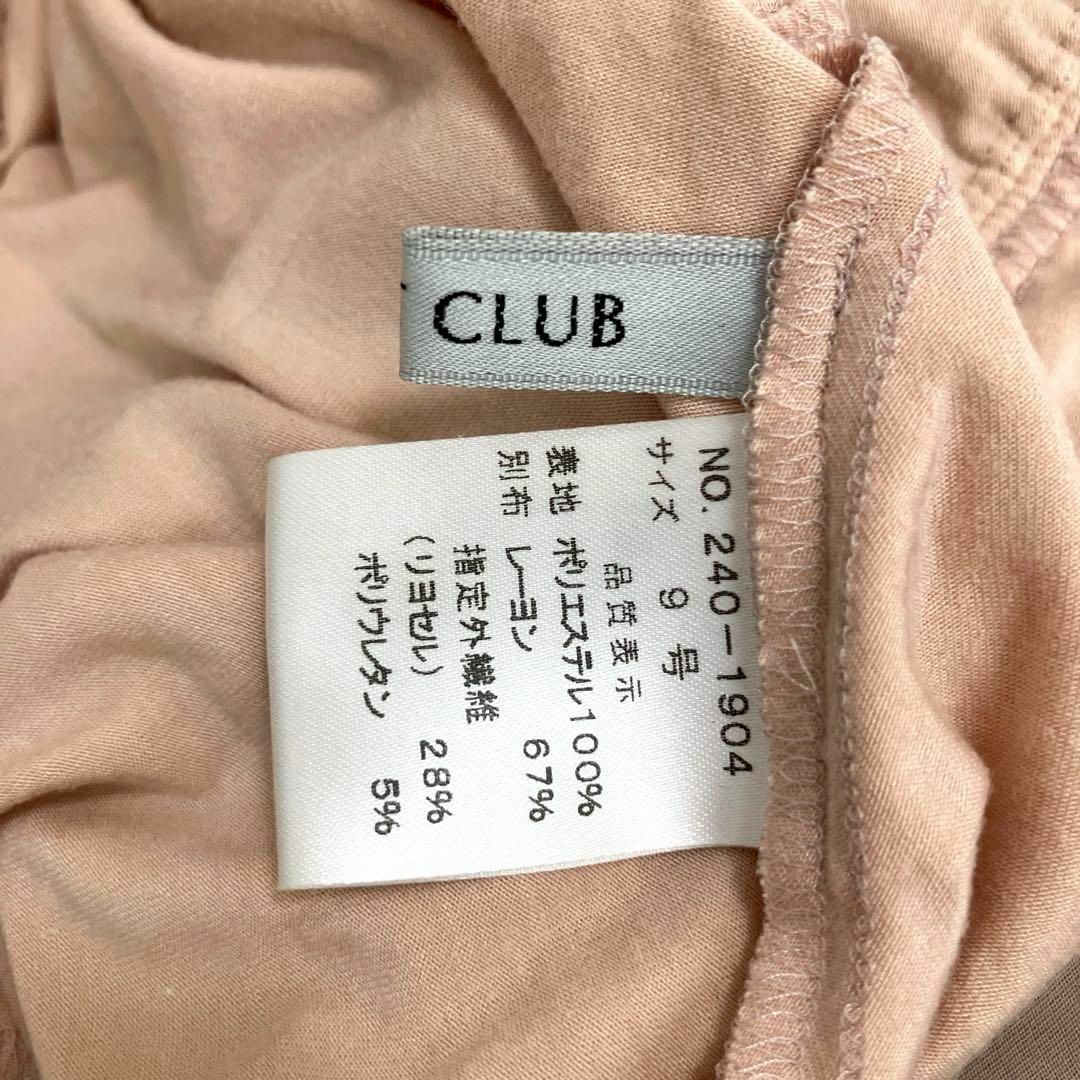 CLUB
NO. 240-1904
サイズ 9号
品質表示
表地 ポリエステル100%
別布 レーヨン 67%
指定外繊維
(リヨセル) 28%
ポリウレタン 5%